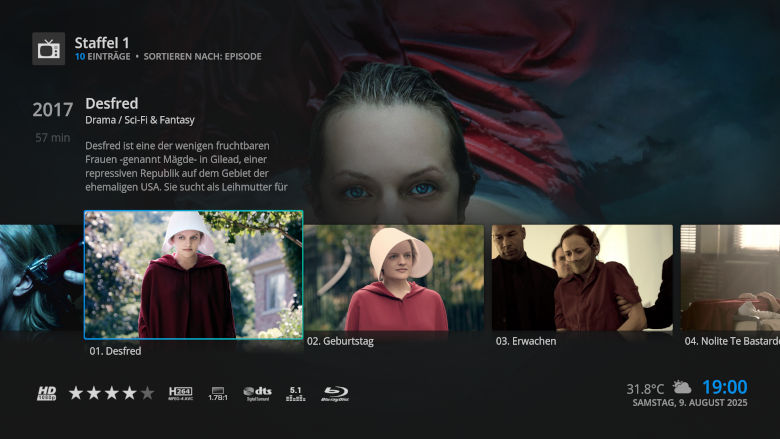 Staffel 1
10 EINTRÄGE • SORTIEREN NACH: EPISODE
2017
Desfred
Drama / Sci-Fi & Fantasy
57 min
Desfred ist eine der wenigen fruchtbaren
Frauen -genannt Mägde- in Gilead, einer
repressiven Republik auf dem Gebiet der
ehemaligen USA. Sie sucht als Leihmutter für
01. Desfred
02. Geburtstag
03. Erwachen
04. Nolite Te Bastarde
HD
1080p
H264
MPEG-4 AVC
1.78:1
dts
Digital Surround
5.1
Blu-ray Disc
31.8°C
19:00
SAMSTAG, 9. AUGUST 2025